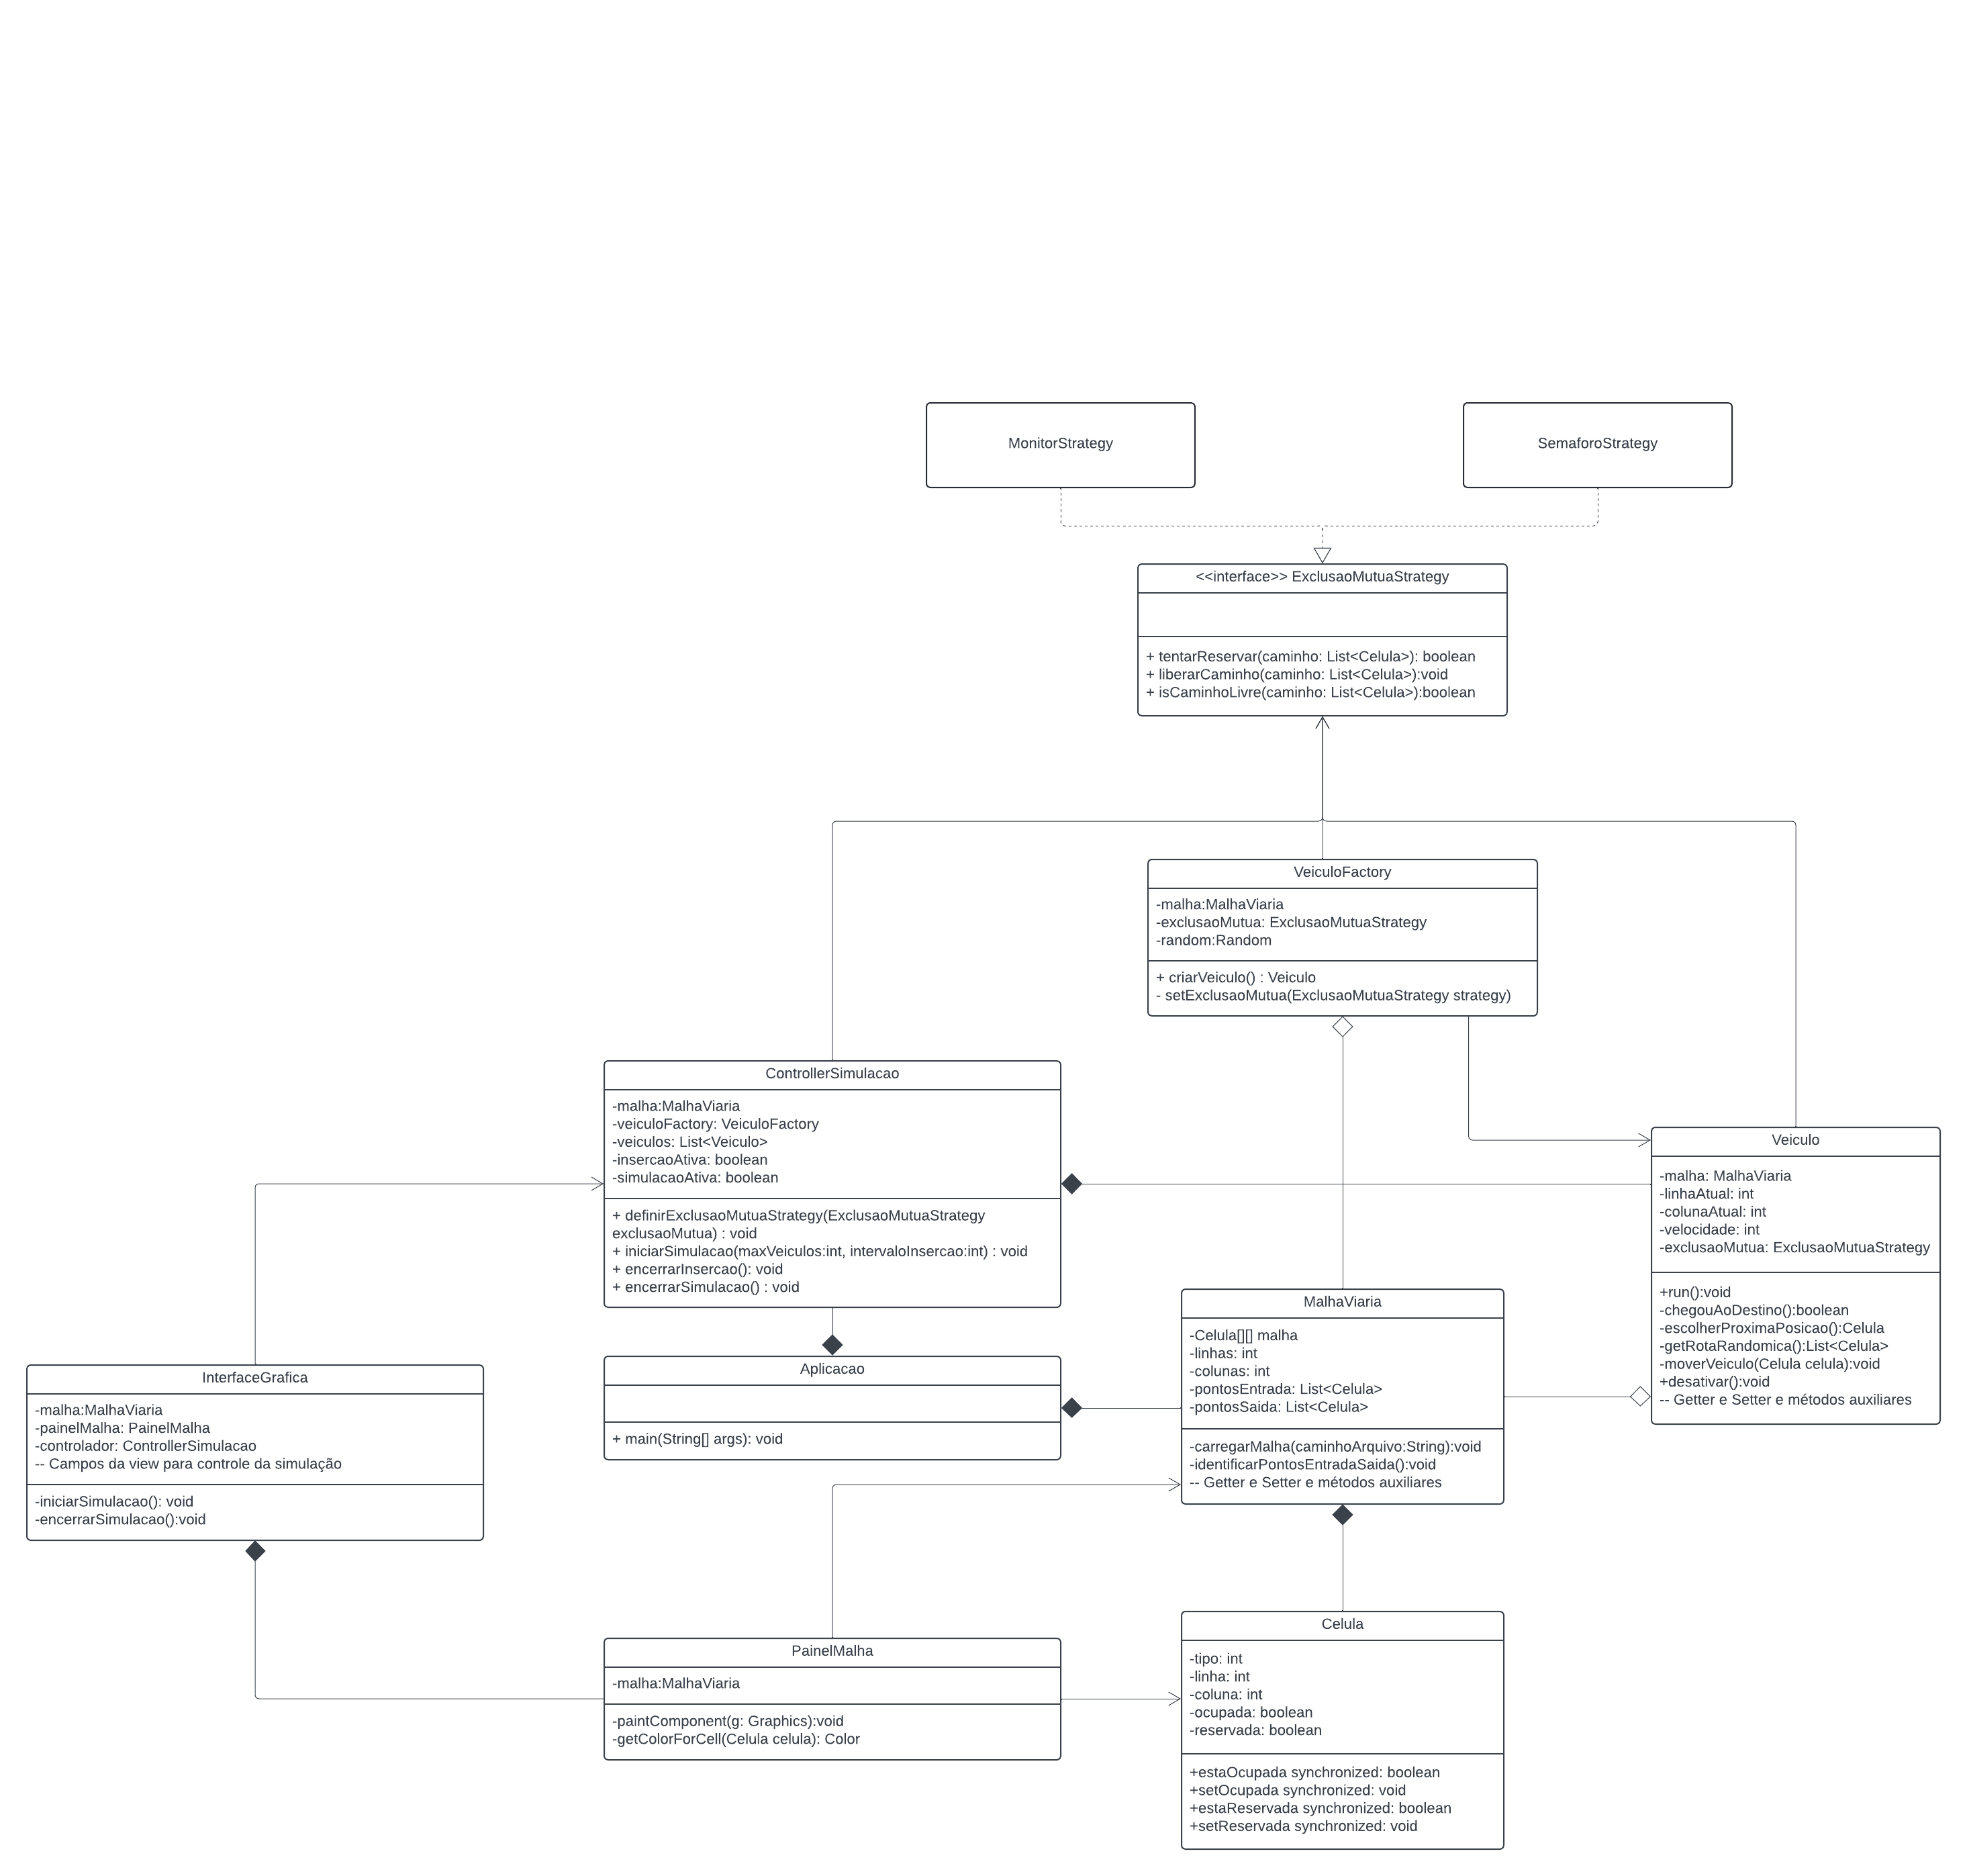 MonitorStrategy
SemaforoStrategy
<<interface>> ExclusaoMutuaStrategy
+ tentarReservar(caminho: List<Celula>): boolean
+ liberarCaminho(caminho: List<Celula>):void
+ isCaminhoLivre(caminho: List<Celula>):boolean
VeiculoFactory
-malha:MalhaViaria
-exclusaoMutua: ExclusaoMutuaStrategy
-random:Random
+ criarVeiculo() : Veiculo
- setExclusaoMutua(ExclusaoMutuaStrategy strategy)
ControllerSimulacao
-malha:MalhaViaria
-veiculoFactory: VeiculoFactory
-veiculos: List<Veiculo>
-insercaoAtiva: boolean
-simulacaoAtiva: boolean
+ definirExclusaoMutuaStrategy(ExclusaoMutuaStrategy
exclusaoMutua) : void
+ iniciarSimulacao(maxVeiculos:int, intervaloInsercao:int) : void
+ encerrarInsercao(): void
+ encerrarSimulacao() : void
Veiculo
-malha: MalhaViaria
-linhaAtual: int
-colunaAtual: int
-velocidade: int
-exclusaoMutua: ExclusaoMutuaStrategy
+run():void
-chegouAoDestino():boolean
-escolherProximaPosicao():Celula
-getRotaRandomica():List<Celula>
-moverVeiculo(Celula celula):void
+desativar():void
-- Getter e Setter e métodos auxiliares
MalhaViaria
-Celula[][] malha
-linhas: int
-colunas: int
-pontosEntrada: List<Celula>
-pontosSaida: List<Celula>
-carregarMalha(caminhoArquivo:String):void
-identificarPontosEntradaSaida():void
-- Getter e Setter e métodos auxiliares
Aplicacao
+ main(String[] args): void
InterfaceGrafica
-malha:MalhaViaria
-painelMalha: PainelMalha
-controlador: ControllerSimulacao
-- Campos da view para controle da simulação
-iniciarSimulacao(): void
-encerrarSimulacao():void
PainelMalha
-malha:MalhaViaria
-paintComponent(g: Graphics):void
-getColorForCell(Celula celula): Color
Celula
-tipo: int
-linha: int
-coluna: int
-ocupada: boolean
-reservada: boolean
+estaOcupada synchronized: boolean
+setOcupada synchronized: void
+estaReservada synchronized: boolean
+setReservada synchronized: void